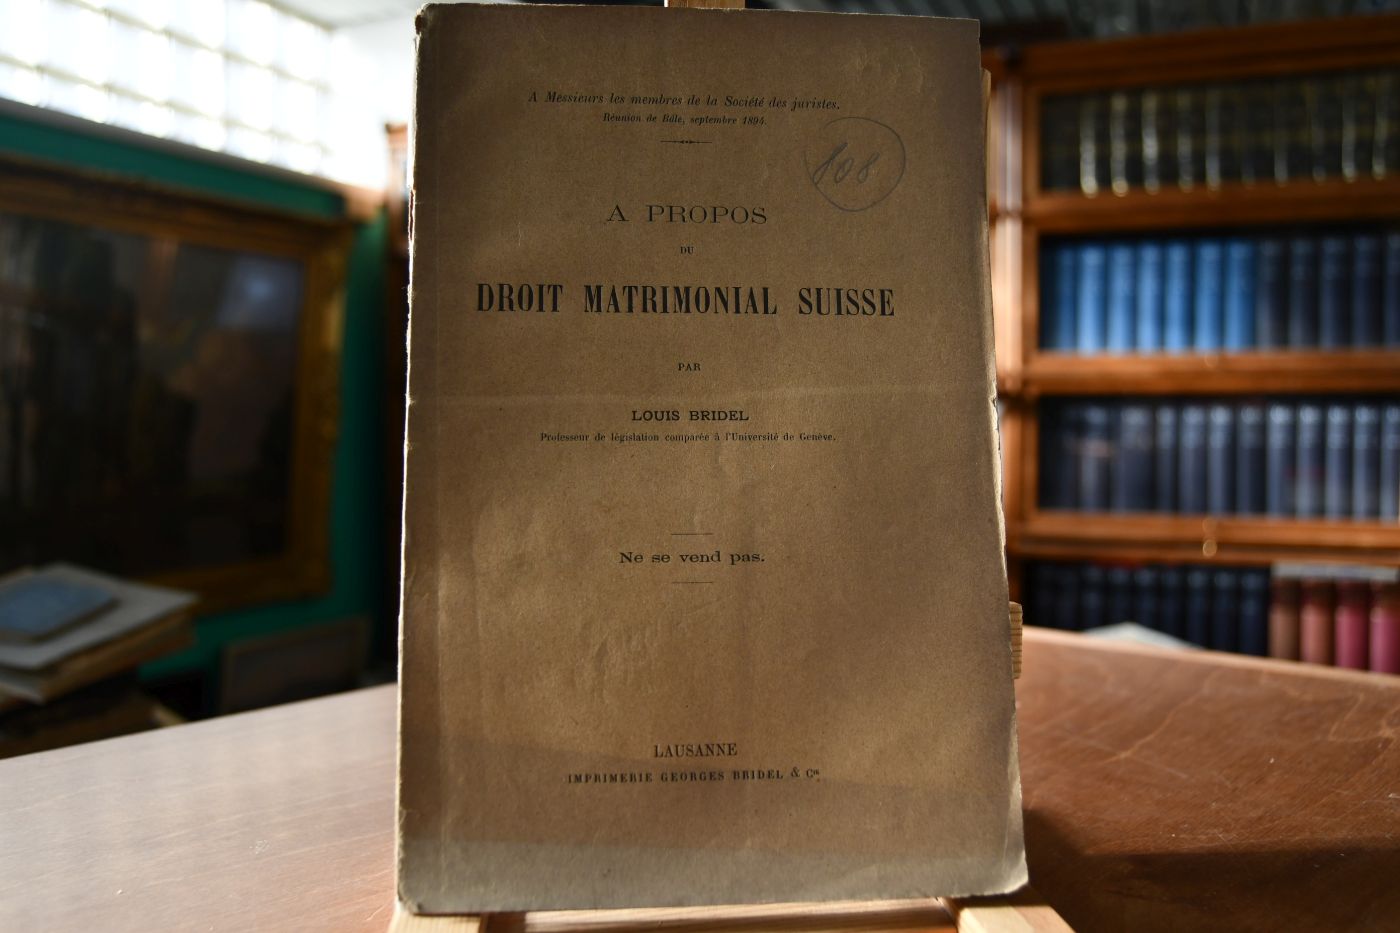 A Messieurs les membres de la Société des juristes.
Réunion de Bâle, septembre 1894.
108
A PROPOS
DU
DROIT MATRIMONIAL SUISSE
PAR
LOUIS BRIDEL
Professeur de législation comparée à l'Université de Genève.
Ne se vend pas.
LAUSANNE
IMPRIMERIE GEORGES BRIDEL & Cie